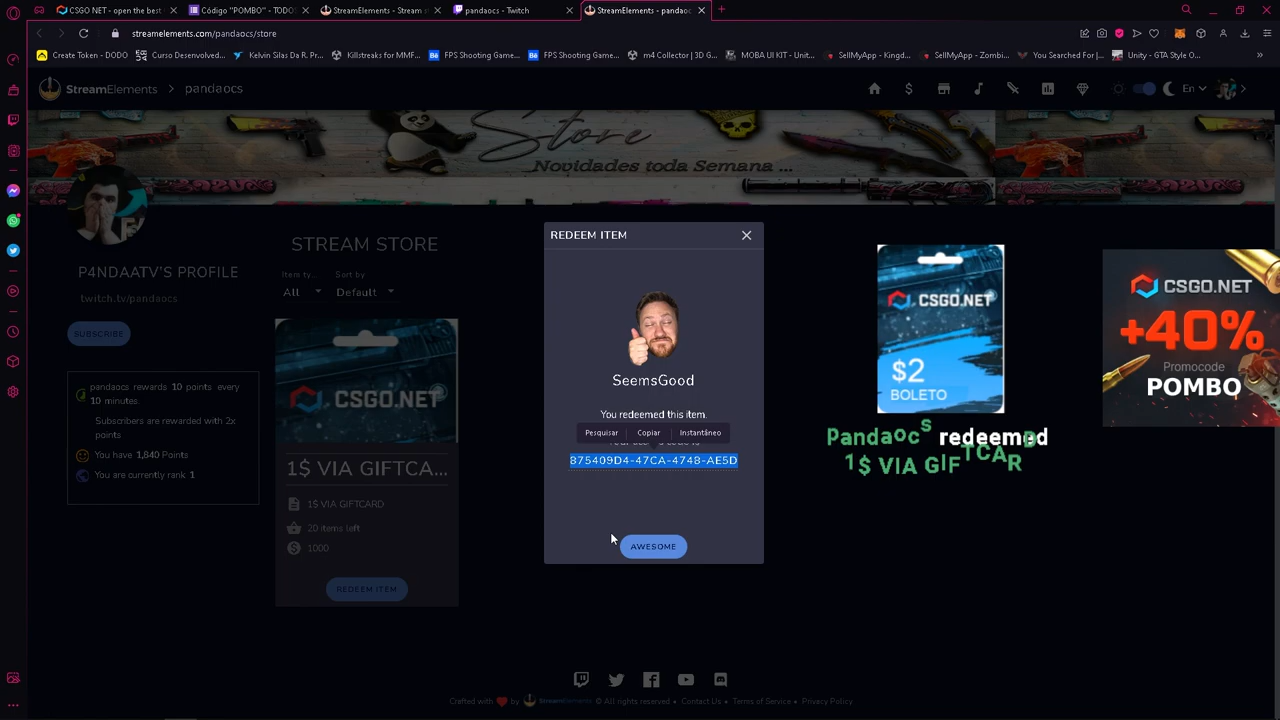 CSGO.NET - open the best
Código "POMBO" - TODO
StreamElements - Stream s
pandaocs - Twitch
StreamElements - pandaoc
streamelements.com/pandaocs/store
Create Token - DODO
Curso Desenvolved...
Kelvin Silas Da R. Pr...
Killstreaks for MMF...
FPS Shooting Game...
FPS Shooting Game...
m4 Collector | 3D G...
MOBA UI KIT - Unit...
SellMyApp - Kingd...
SellMyApp - Zombi...
You Searched For |...
Unity - GTA Style O...
StreamElements
pandaocs
En
Store
Novidades toda Semana ...
P4NDAATV'S PROFILE
twitch.tv/pandaocs
SUBSCRIBE
pandaocs rewards 10 points every
10 minutes.
Subscribers are rewarded with 2x
points
You have 1,840 Points
You are currently rank 1
STREAM STORE
Item ty...
Sort by
All
Default
CSGO.NET
1$ VIA GIFTCA...
1$ VIA GIFTCARD
20 items left
1000
REDEEM ITEM
REDEEM ITEM
SeemsGood
You redeemed this item.
Pesquisar
Copiar
Instantâneo
875409D4-47CA-4748-AE5D
AWESOME
CSGO.NET
$2
BOLETO
Pandaocs redeemed
1$ VIA GIFTCARD
CSGO.NET
+40%
Promocode
POMBO
Crafted with
by
StreamElements
© All rights reserved • Contact Us • Terms of Service • Privacy Policy